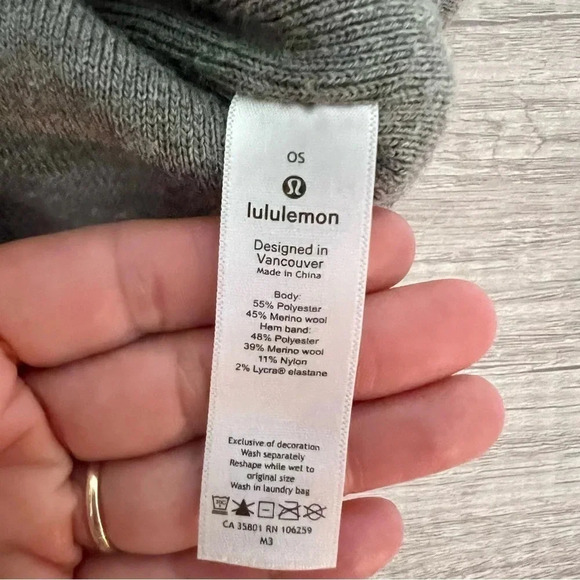 OS
lululemon
Designed in
Vancouver
Made in China
Body:
55% Polyester
45% Merino wool
Hem band:
48% Polyester
39% Merino wool
11% Nylon
2% Lycra® elastane
Exclusive of decoration
Wash separately
Reshape while wet to
original size
Wash in laundry bag
CA 35801 RN 106259
M3